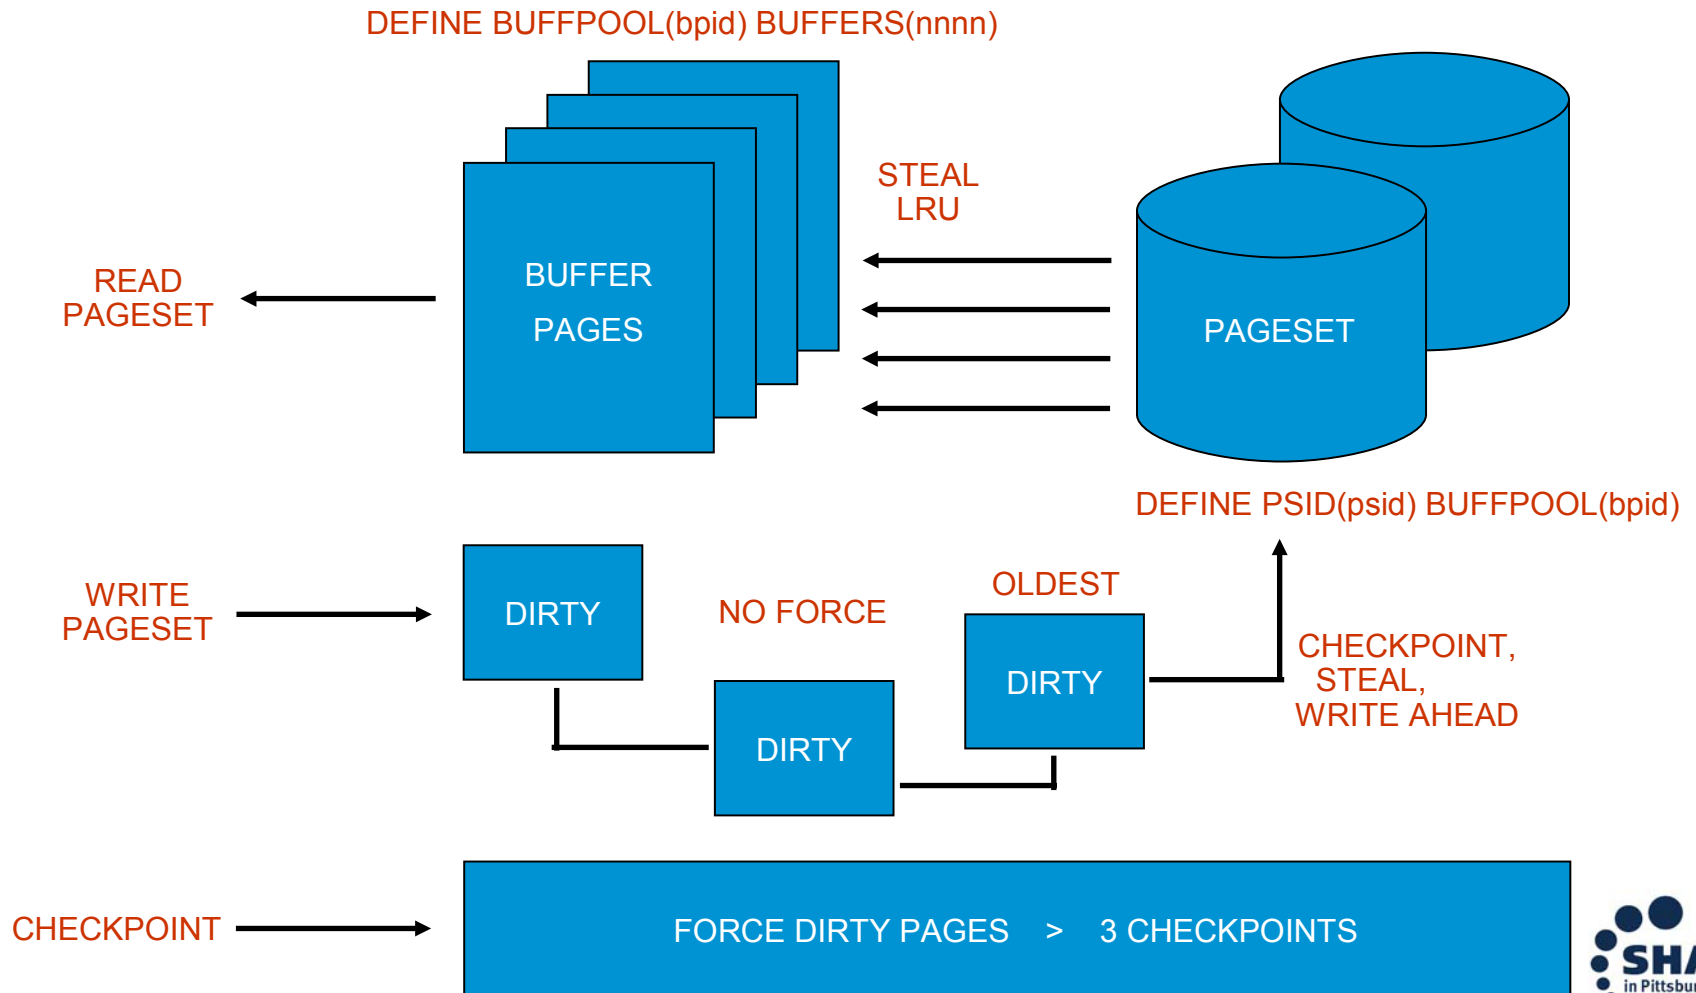 DEFINE BUFFPOOL(bpid) BUFFERS(nnnn)
STEAL
LRU
READ
PAGESET
BUFFER
PAGES
PAGESET
DEFINE PSID(psid) BUFFPOOL(bpid)
WRITE
PAGESET
DIRTY
NO FORCE
DIRTY
OLDEST
DIRTY
CHECKPOINT,
STEAL,
WRITE AHEAD
CHECKPOINT
FORCE DIRTY PAGES > 3 CHECKPOINTS
in